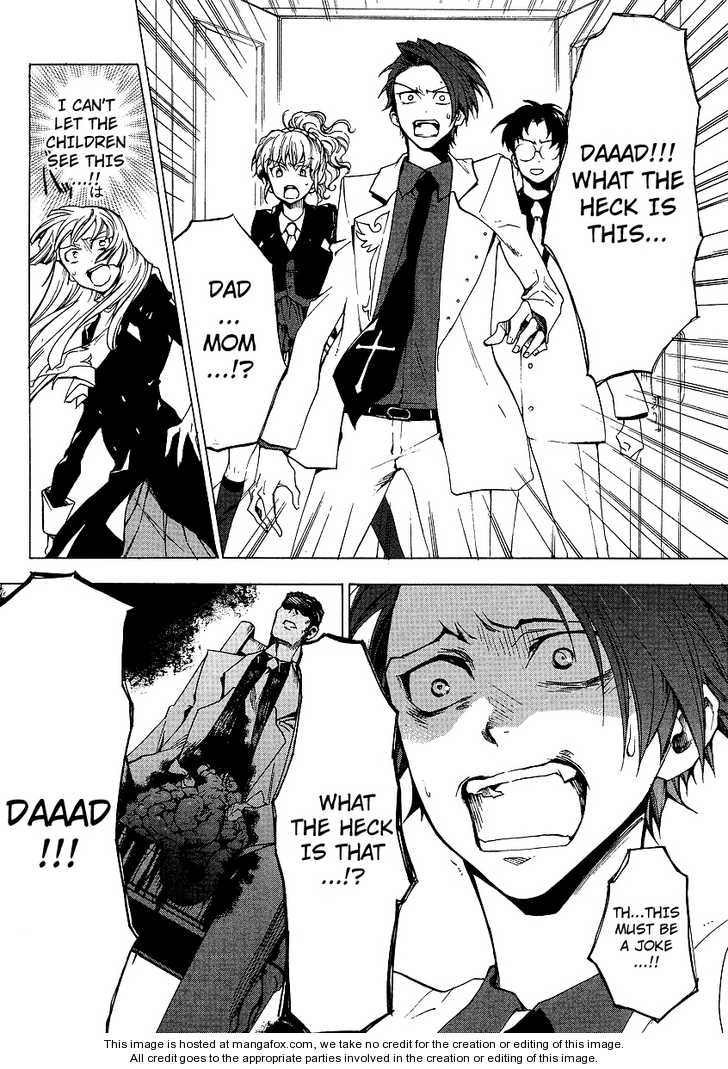 DAAAD!!!
WHAT THE
HECK IS
THIS...
DAD
...
MOM
...!?
I CAN'T
LET THE
CHILDREN
SEE THIS
...!!
は
TH...THIS
MUST BE
A JOKE
...!!
WHAT
THE HECK
IS THAT
...!?
DAAAD
!!!
This image is hosted at mangafox.com, we take no credit for the creation or editing of this image.
All credit goes to the appropriate parties involved in the creation or editing of this image.